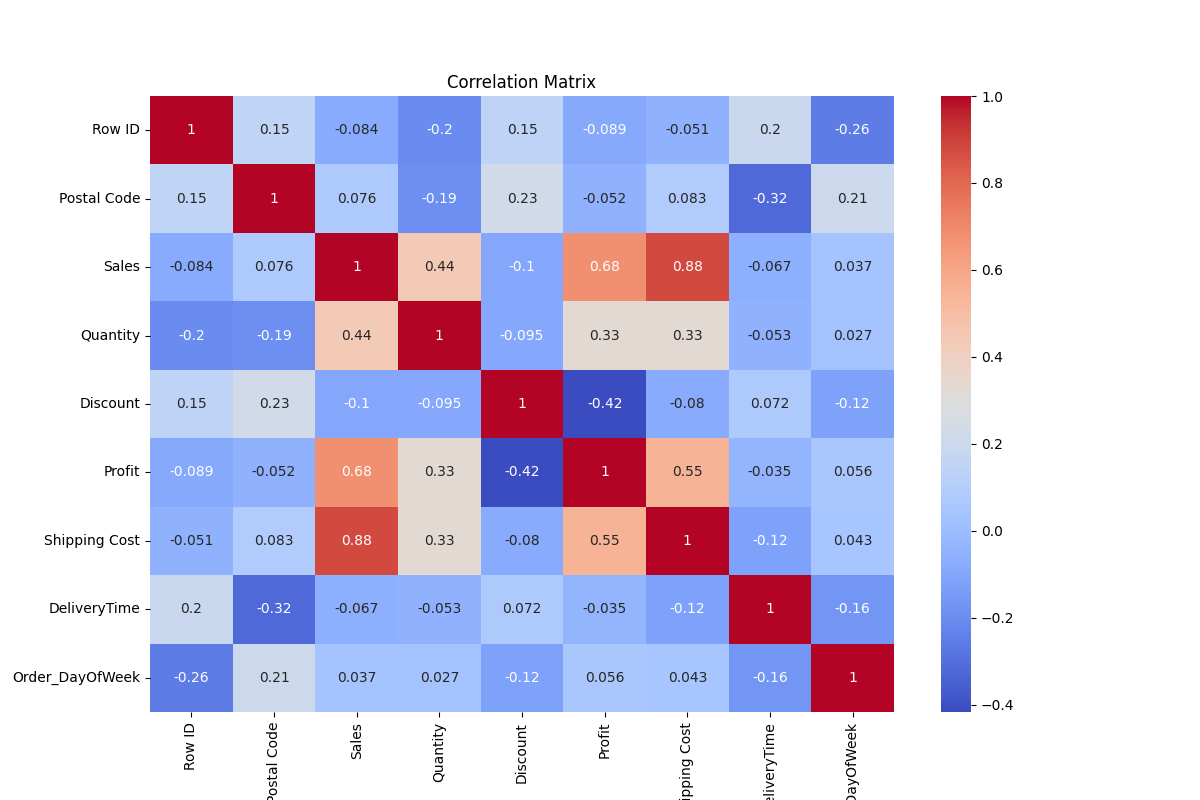 Correlation Matrix
Row ID 1 0.15 -0.084 -0.2 0.15 -0.089 -0.051 0.2 -0.26
Postal Code 0.15 1 0.076 -0.19 0.23 -0.052 0.083 -0.32 0.21
Sales -0.084 0.076 1 0.44 -0.1 0.68 0.88 -0.067 0.037
Quantity -0.2 -0.19 0.44 1 -0.095 0.33 0.33 -0.053 0.027
Discount 0.15 0.23 -0.1 -0.095 1 -0.42 -0.08 0.072 -0.12
Profit -0.089 -0.052 0.68 0.33 -0.42 1 0.55 -0.035 0.056
Shipping Cost -0.051 0.083 0.88 0.33 -0.08 0.55 1 -0.12 0.043
DeliveryTime 0.2 -0.32 -0.067 -0.053 0.072 -0.035 -0.12 1 -0.16
Order_DayOfWeek -0.26 0.21 0.037 0.027 -0.12 0.056 0.043 -0.16 1
Row ID
Postal Code
Sales
Quantity
Discount
Profit
ipping Cost
eliveryTime
DayOfWeek
1.0
0.8
0.6
0.4
0.2
0.0
−0.2
−0.4